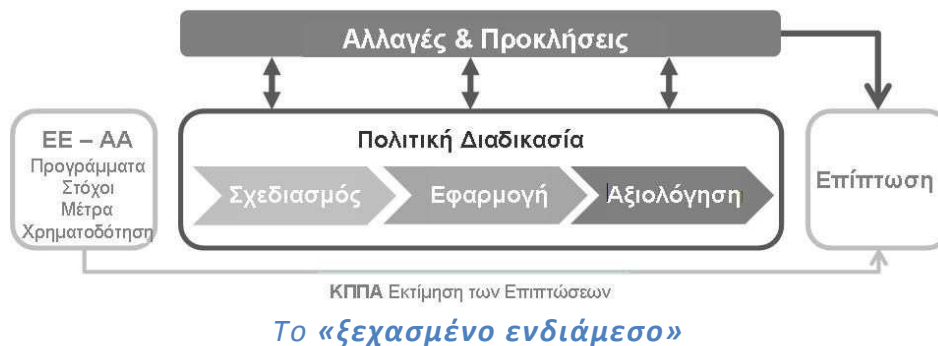 Αλλαγές & Προκλήσεις
ΕΕ – ΑΑ
Προγράμματα
Στόχοι
Μέτρα
Χρηματοδότηση
Πολιτική Διαδικασία
Σχεδιασμός
Εφαρμογή
Αξιολόγηση
Επίπτωση
ΚΠΠΑ Εκτίμηση των Επιπτώσεων
Το «ξεχασμένο ενδιάμεσο»